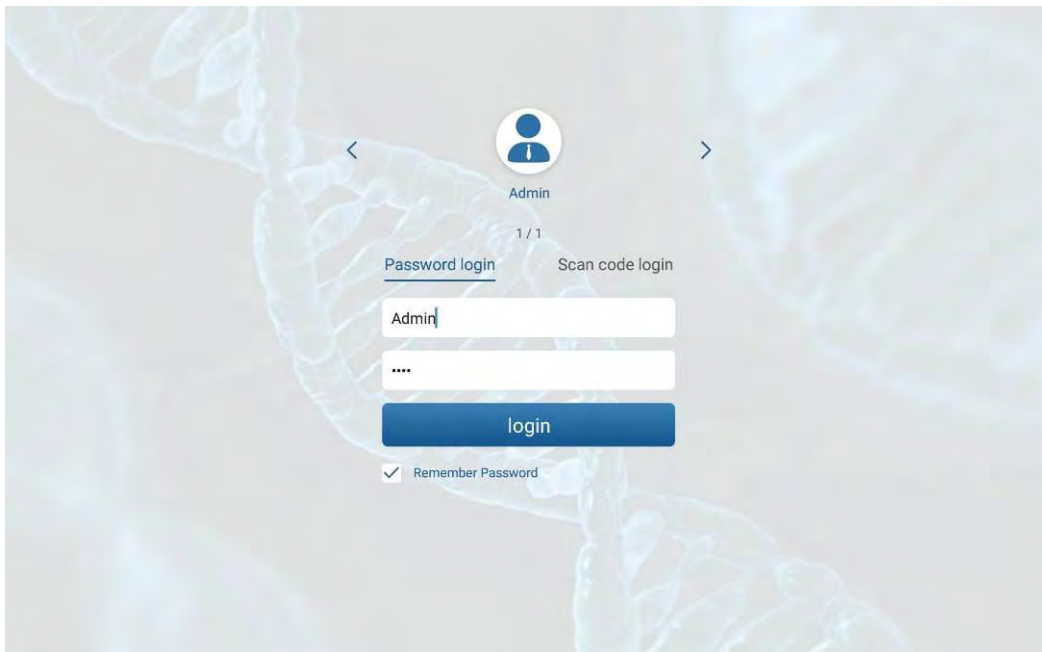 Admin
1 / 1
Password login Scan code login
Admin
••••
login
Remember Password